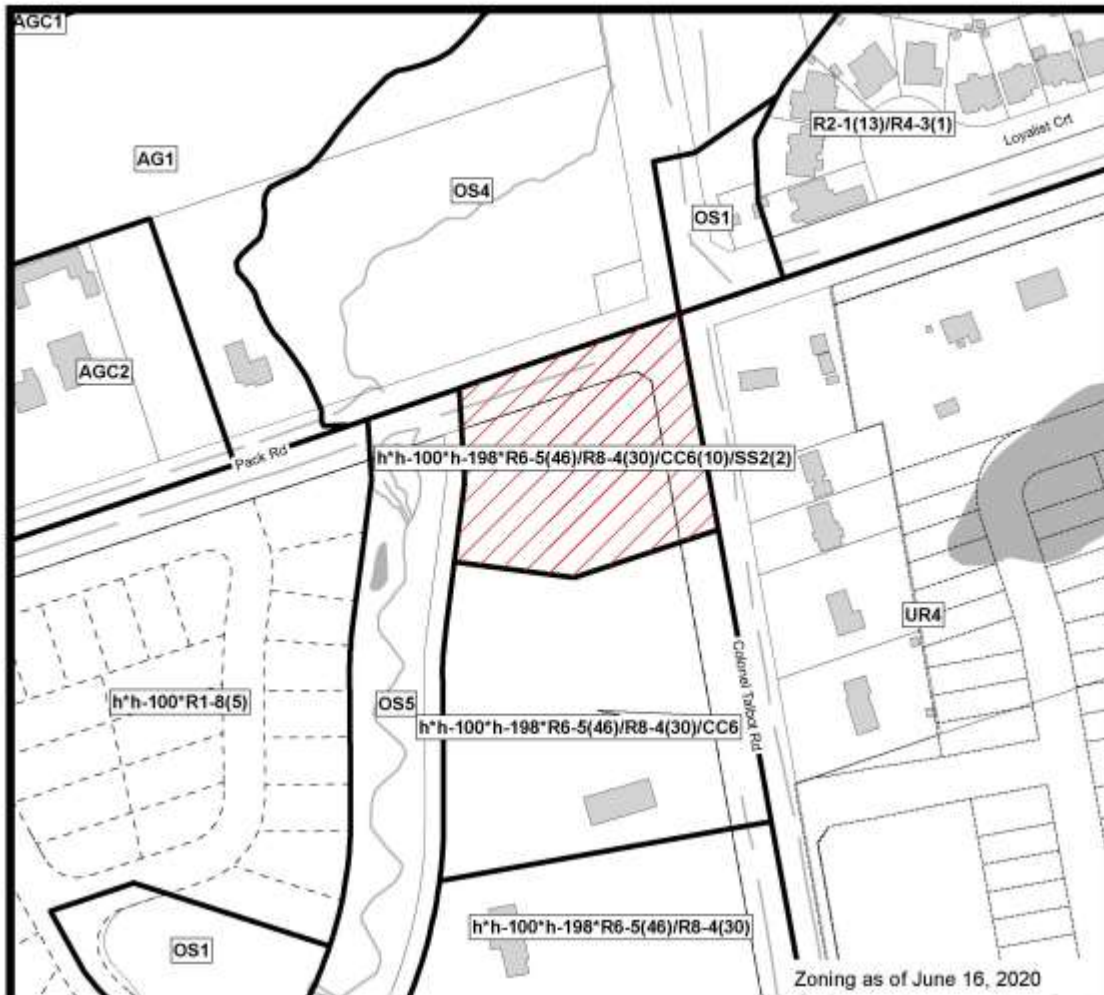 AGC1
R2-1(13)/R4-3(1)
Loyalist Crt
AG1
OS4
OS1
AGC2
Pack Rd
h*h-100*h-198*R6-5(46)/R8-4(30)/CC6(10)/SS2(2)
UR4
Colonel Talbot Rd
h*h-100*R1-8(5)
OS5
h*h-100*h-198*R6-5(46)/R8-4(30)/CC6
h*h-100*h-198*R6-5(46)/R8-4(30)
OS1
Zoning as of June 16, 2020